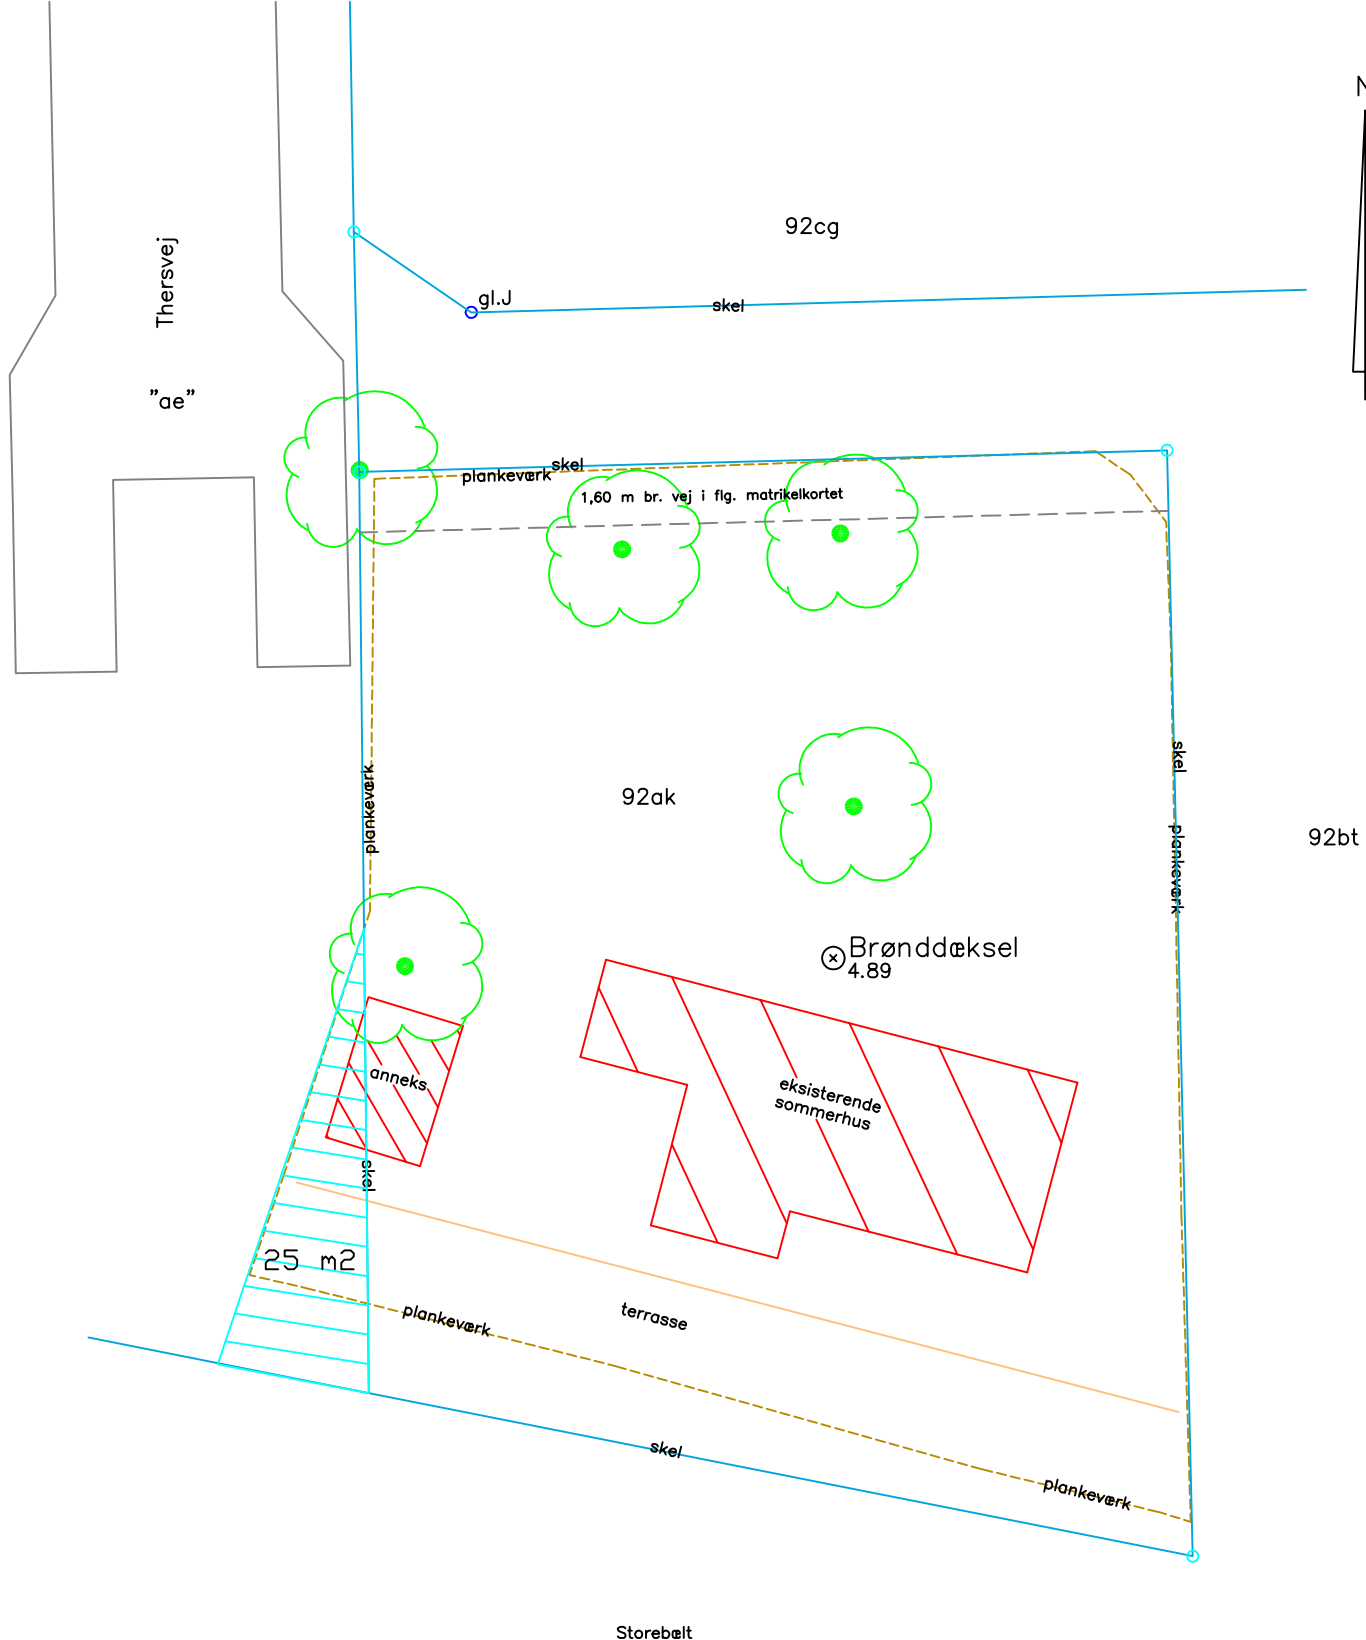 N
92cg
Thersvej
gl.J
skel
"ae"
skel
plankeværk
1,60 m br. vej i flg. matrikelkortet
skel
plankeværk
92ak
plankeværk
92bt
Brønddæksel
4.89
anneks
eksisterende
sommerhus
skel
25 m2
plankeværk
terrasse
skel
plankeværk
Storebælt